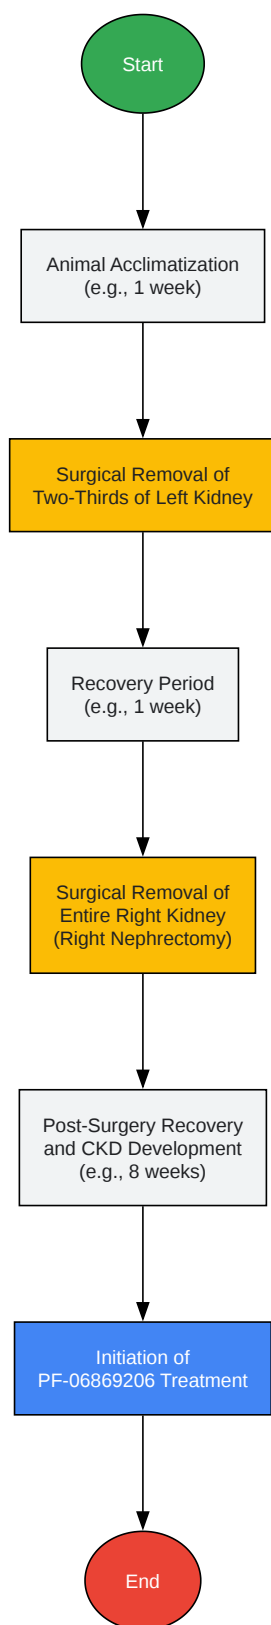 Start
Animal Acclimatization
(e.g., 1 week)
Surgical Removal of
Two-Thirds of Left Kidney
Recovery Period
(e.g., 1 week)
Surgical Removal of
Entire Right Kidney
(Right Nephrectomy)
Post-Surgery Recovery
and CKD Development
(e.g., 8 weeks)
Initiation of
PF-06869206 Treatment
End